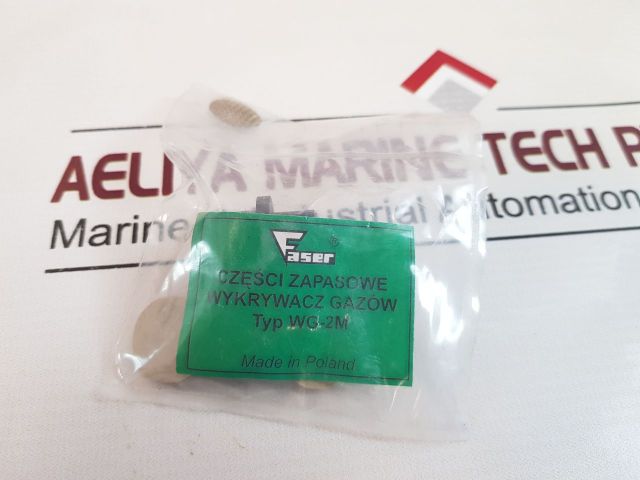 AELIYA MARINE TECH P
Marine Industrial Automation
Faser ®
CZĘŚCI ZAPASOWE
WYKRYWACZ GAZÓW
Typ WG-2M
Made in Poland